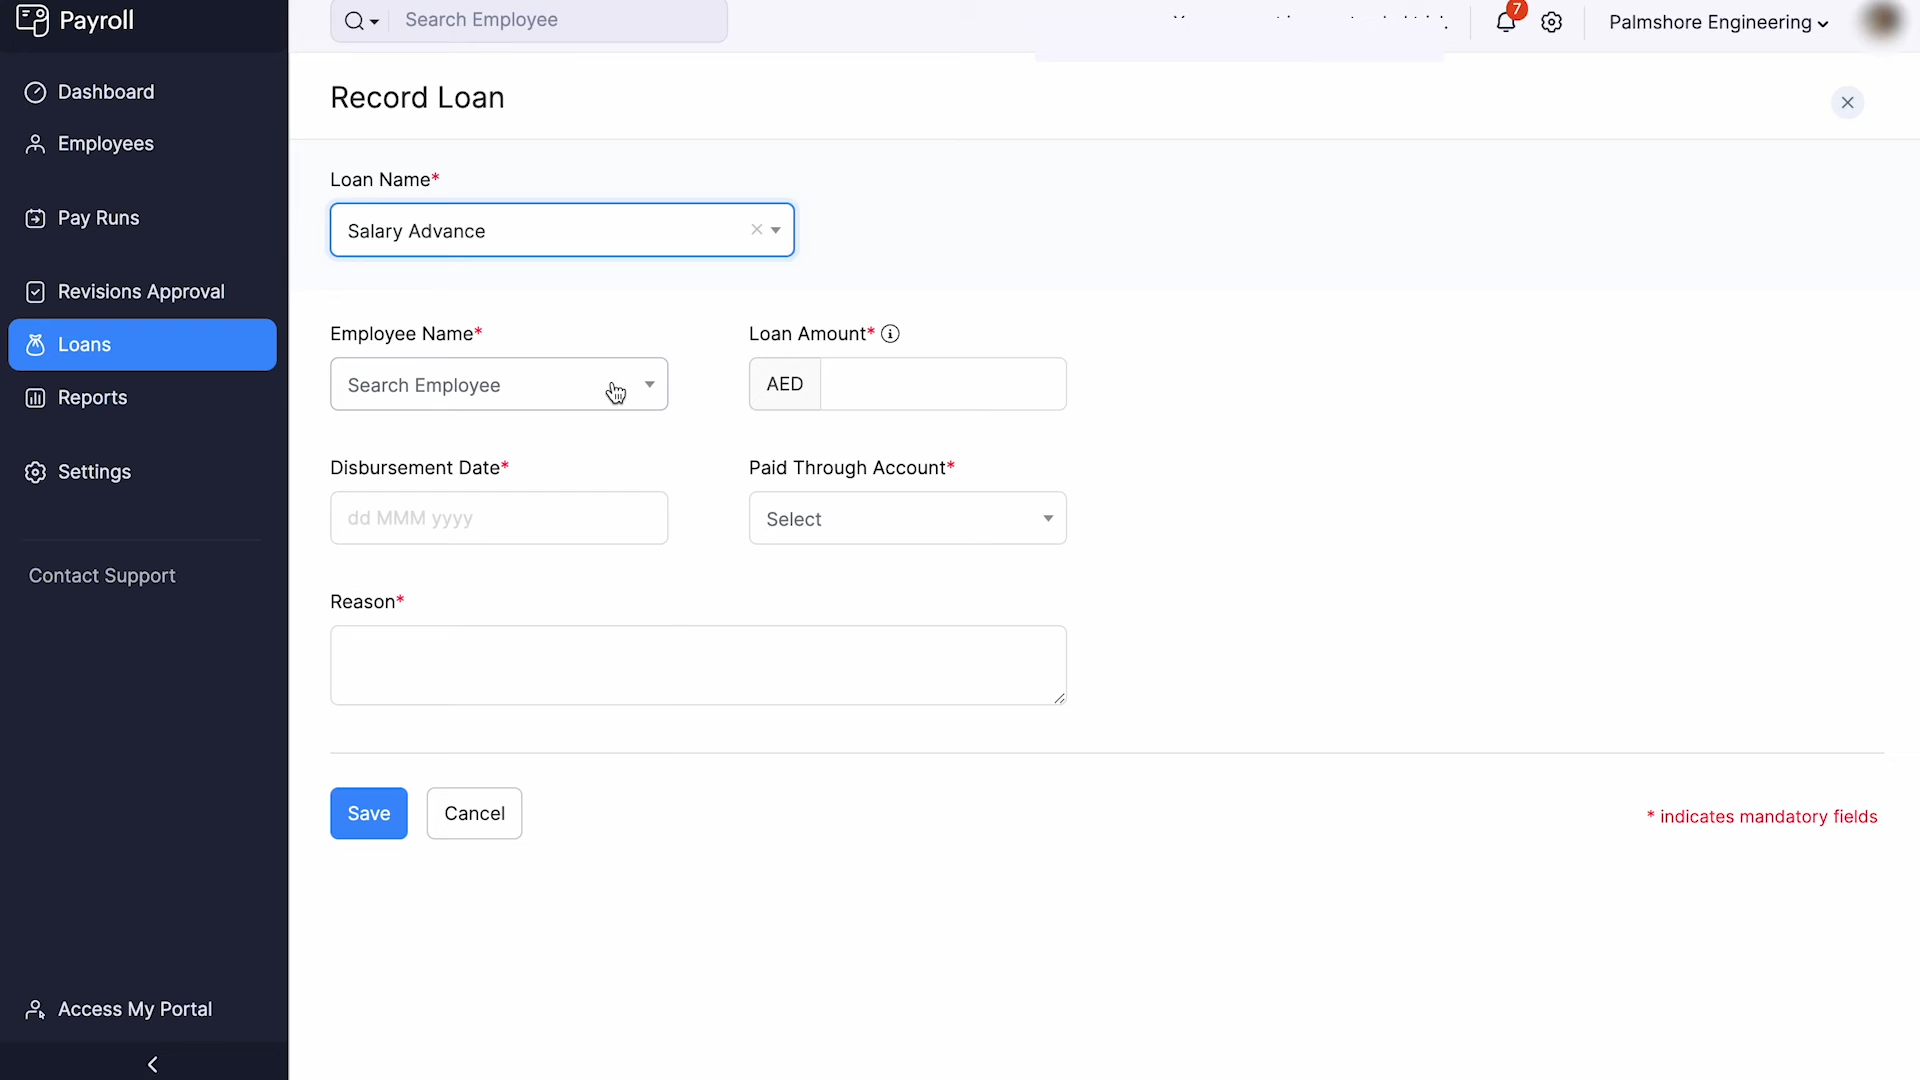 Payroll
Search Employee
7
Palmshore Engineering
Dashboard
Employees
Pay Runs
Revisions Approval
Loans
Reports
Settings
Contact Support
Access My Portal
Record Loan
Loan Name*
Salary Advance
Employee Name*
Loan Amount*
Search Employee
AED
Disbursement Date*
Paid Through Account*
dd MMM yyyy
Select
Reason*
Save
Cancel
* indicates mandatory fields